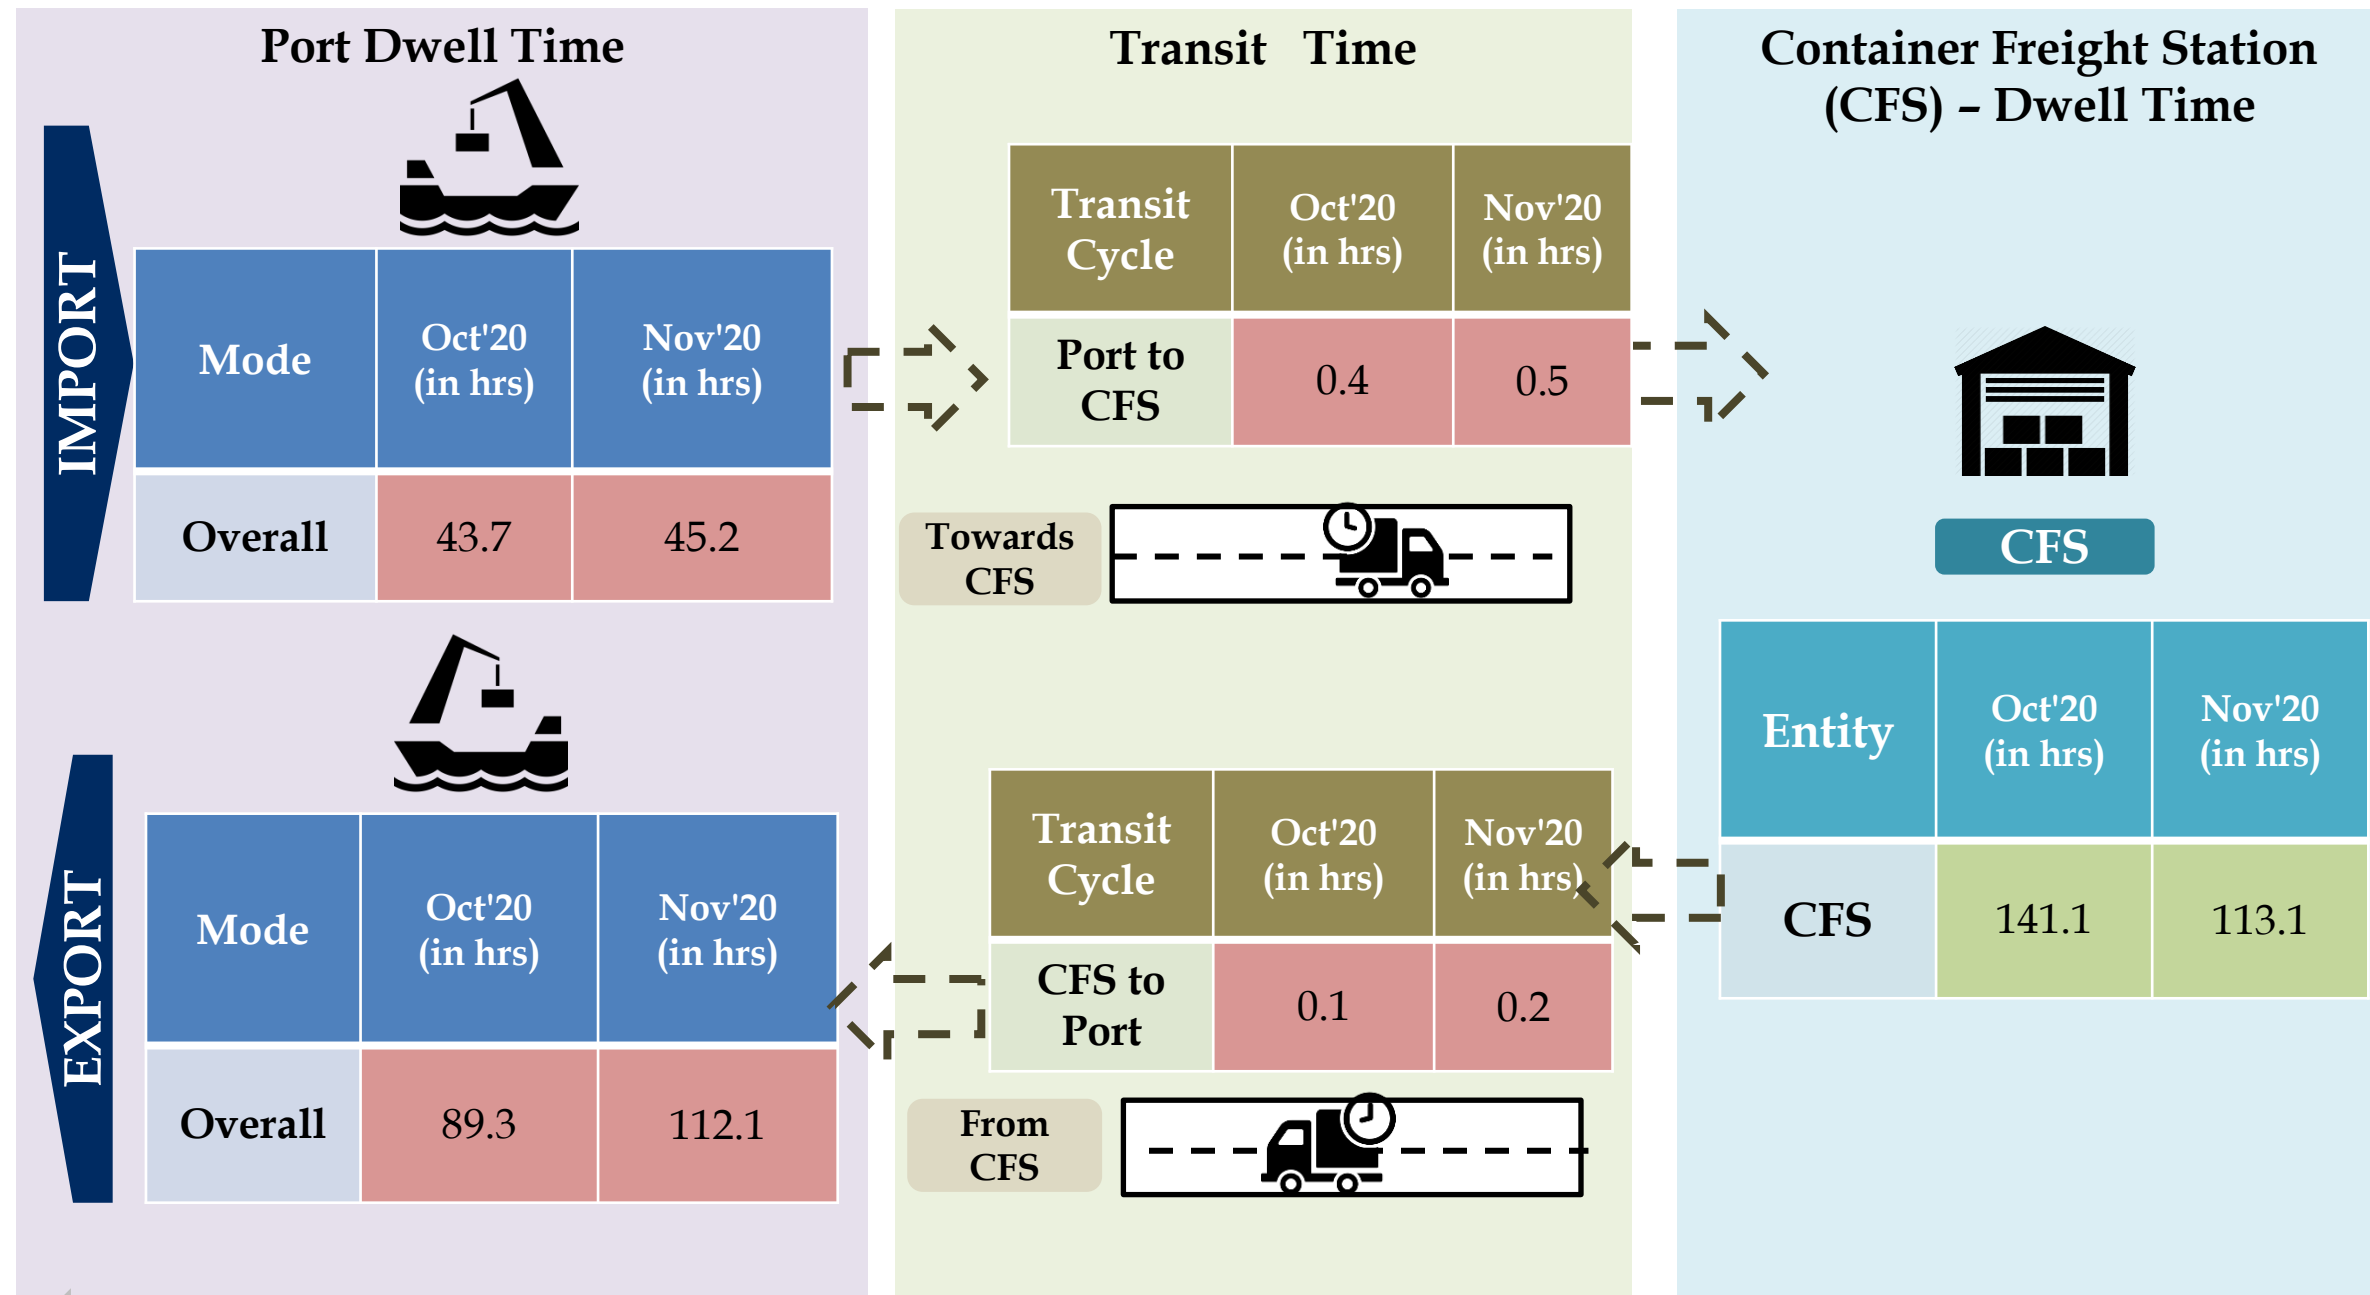 Port Dwell Time
IMPORT
Mode
Oct'20
(in hrs)
Nov'20
(in hrs)
Overall
43.7
45.2
EXPORT
Mode
Oct'20
(in hrs)
Nov'20
(in hrs)
Overall
89.3
112.1
Transit Time
Transit
Cycle
Oct'20
(in hrs)
Nov'20
(in hrs)
Port to
CFS
0.4
0.5
Towards
CFS
Transit
Cycle
Oct'20
(in hrs)
Nov'20
(in hrs)
CFS to
Port
0.1
0.2
From
CFS
Container Freight Station
(CFS) – Dwell Time
CFS
Entity
Oct'20
(in hrs)
Nov'20
(in hrs)
CFS
141.1
113.1